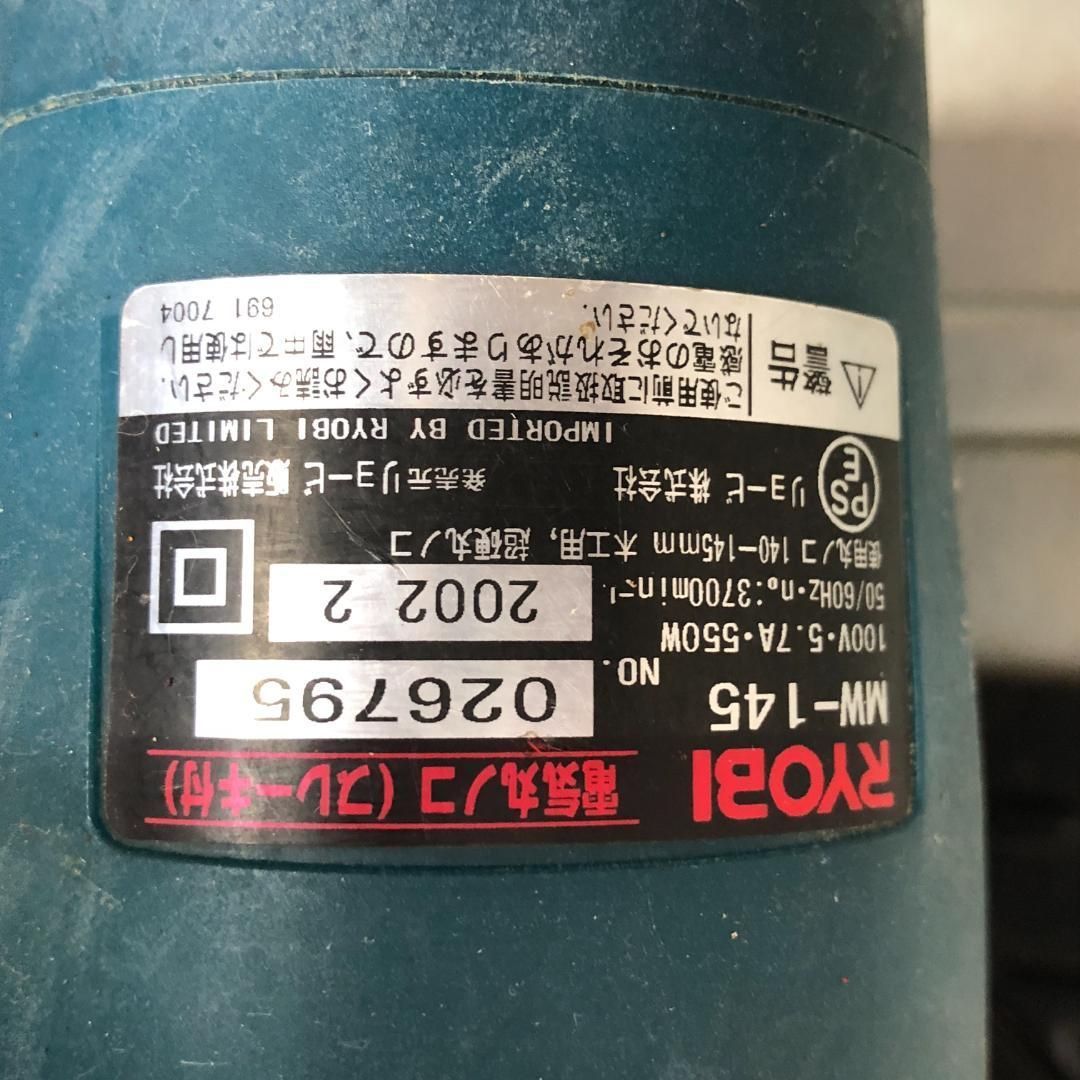 RYOBI 電気丸ノコ(ブレーキ付)
MW-145 NO. 026795
100V・5.7A・550W
50/60Hz・n₀:3700min⁻¹ 2002 2
使用丸ノコ 140-145mm 木工用, 超硬丸ノコ
PS E リョービ 株式会社 発売元リョービ 販売株式会社
IMPORTED BY RYOBI LIMITED
警告
ご使用前に取扱説明書を必ずよくお読みください.
感電のおそれがありますので、雨中では使用し
ないでください.
691 7004